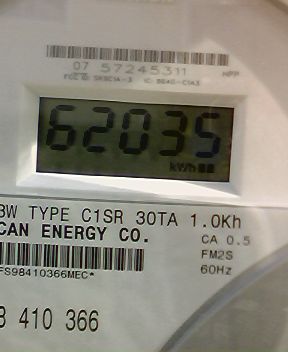 07 57245311
62035
kWh
3W TYPE C1SR 30TA 1.0Kh
CAN ENERGY CO.
CA 0.5
FM2S
60Hz
FS98410366MEC*
410 366